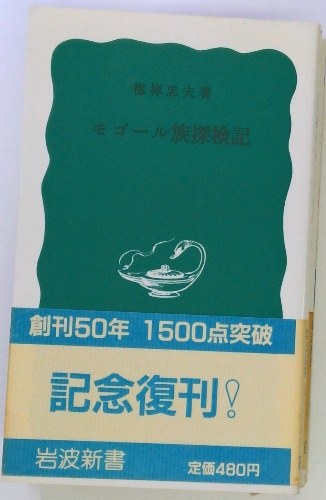 梅棹忠夫著
モゴール族探検記
創刊50年 1500点突破
記念復刊!
岩波新書 定価480円